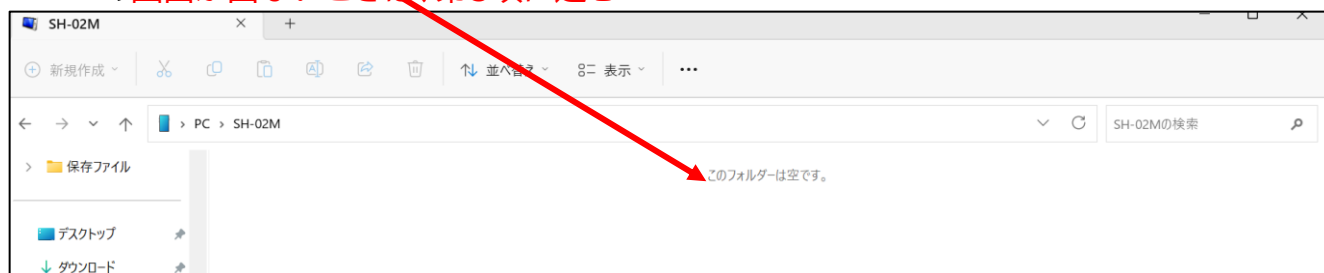 SH-02M
新規作成
並べ替え
表示
PC > SH-02M
SH-02Mの検索
保存ファイル
このフォルダーは空です。
デスクトップ
ダウンロード